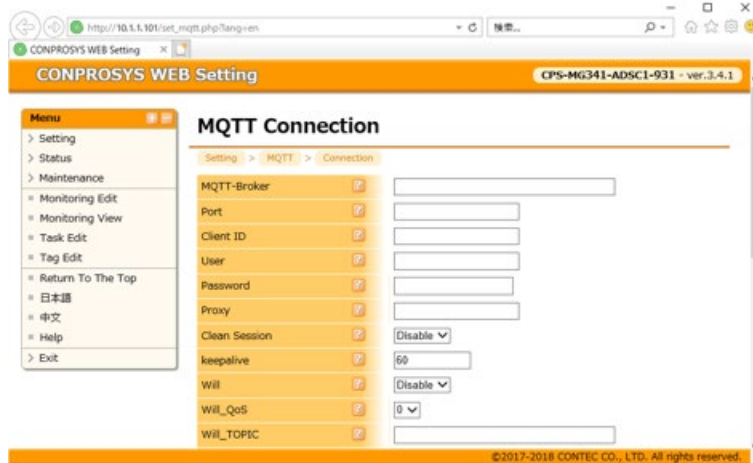 http://10.1.1.101/set_mqtt.php?lang=en
検索...
CONPROSYS WEB Setting
CONPROSYS WEB Setting
CPS-MG341-ADSC1-931 - ver.3.4.1
Menu
> Setting
> Status
> Maintenance
Monitoring Edit
Monitoring View
Task Edit
Tag Edit
Return To The Top
日本語
中文
Help
> Exit
MQTT Connection
Setting > MQTT > Connection
MQTT-Broker
Port
Client ID
User
Password
Proxy
Clean Session Disable
keepalive 60
Will Disable
Will_QoS 0
Will_TOPIC
©2017-2018 CONTEC CO., LTD. All rights reserved.